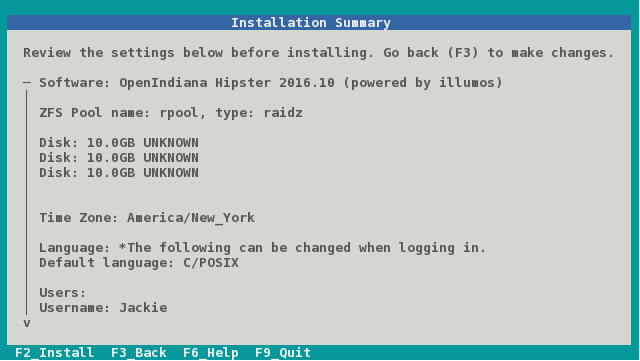 Installation Summary
Review the settings below before installing. Go back (F3) to make changes.
Software: OpenIndiana Hipster 2016.10 (powered by illumos)
ZFS Pool name: rpool, type: raidz
Disk: 10.0GB UNKNOWN
Disk: 10.0GB UNKNOWN
Disk: 10.0GB UNKNOWN
Time Zone: America/New_York
Language: *The following can be changed when logging in.
Default language: C/POSIX
Users:
Username: Jackie
v
F2_Install F3_Back F6_Help F9_Quit